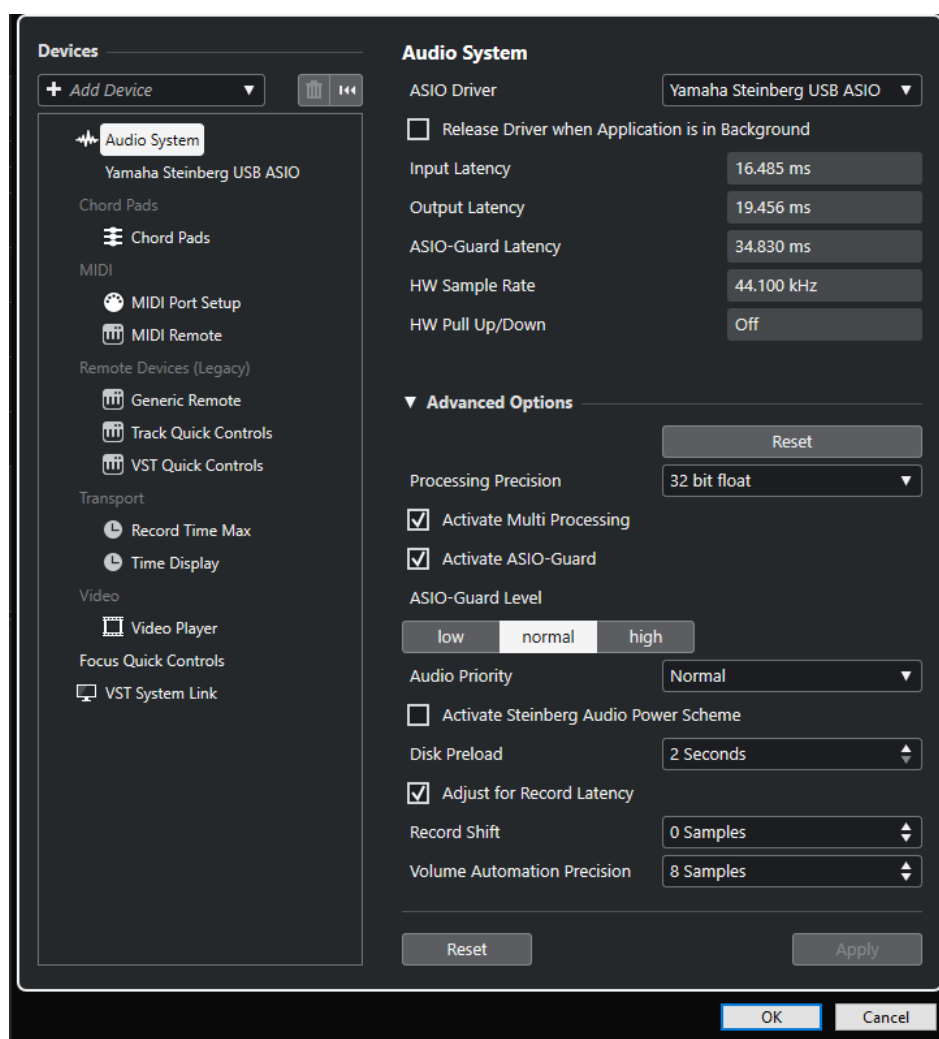 Devices
Add Device
Audio System
Yamaha Steinberg USB ASIO
Chord Pads
Chord Pads
MIDI
MIDI Port Setup
MIDI Remote
Remote Devices (Legacy)
Generic Remote
Track Quick Controls
VST Quick Controls
Transport
Record Time Max
Time Display
Video
Video Player
Focus Quick Controls
VST System Link
Audio System
ASIO Driver Yamaha Steinberg USB ASIO
Release Driver when Application is in Background
Input Latency 16.485 ms
Output Latency 19.456 ms
ASIO-Guard Latency 34.830 ms
HW Sample Rate 44.100 kHz
HW Pull Up/Down Off
Advanced Options
Reset
Processing Precision 32 bit float
Activate Multi Processing
Activate ASIO-Guard
ASIO-Guard Level
low normal high
Audio Priority Normal
Activate Steinberg Audio Power Scheme
Disk Preload 2 Seconds
Adjust for Record Latency
Record Shift 0 Samples
Volume Automation Precision 8 Samples
Reset Apply
OK Cancel